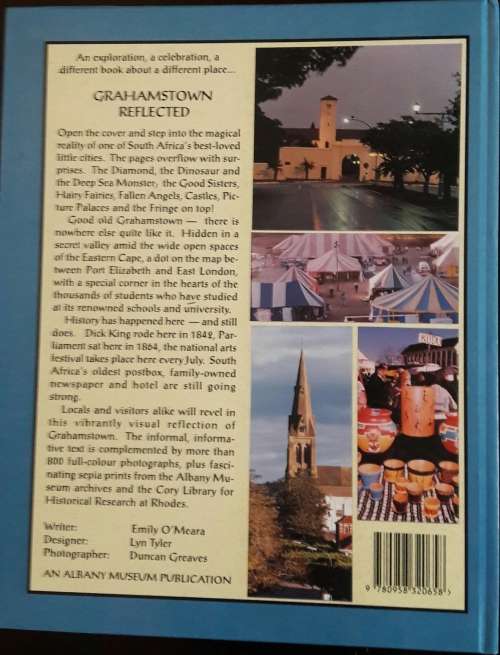 An exploration, a celebration, a
different book about a different place...
GRAHAMSTOWN
REFLECTED
Open the cover and step into the magical
reality of one of South Africa's best-loved
little cities. The pages overflow with sur-
prises. The Diamond, the Dinosaur and
the Deep Sea Monster, the Good Sisters,
Hairy Fairies, Fallen Angels, Castles, Pic-
ture Palaces and the Fringe on top!
Good old Grahamstown — there is
nowhere else quite like it. Hidden in a
secret valley amid the wide open spaces
of the Eastern Cape, a dot on the map be-
tween Port Elizabeth and East London,
with a special corner in the hearts of the
thousands of students who have studied
at its renowned schools and university.
History has happened here — and still
does. Dick King rode here in 1842, Par-
liament sat here in 1864, the national arts
festival takes place here every July. South
Africa's oldest postbox, family-owned
newspaper and hotel are still going
strong.
Locals and visitors alike will revel in
this vibrantly visual reflection of
Grahamstown. The informal, informa-
tive text is complemented by more than
800 full-colour photographs, plus fasci-
nating sepia prints from the Albany Mu-
seum archives and the Cory Library for
Historical Research at Rhodes.
Writer: Emily O'Meara
Designer: Lyn Tyler
Photographer: Duncan Greaves
AN ALBANY MUSEUM PUBLICATION
9 780958 320658 >